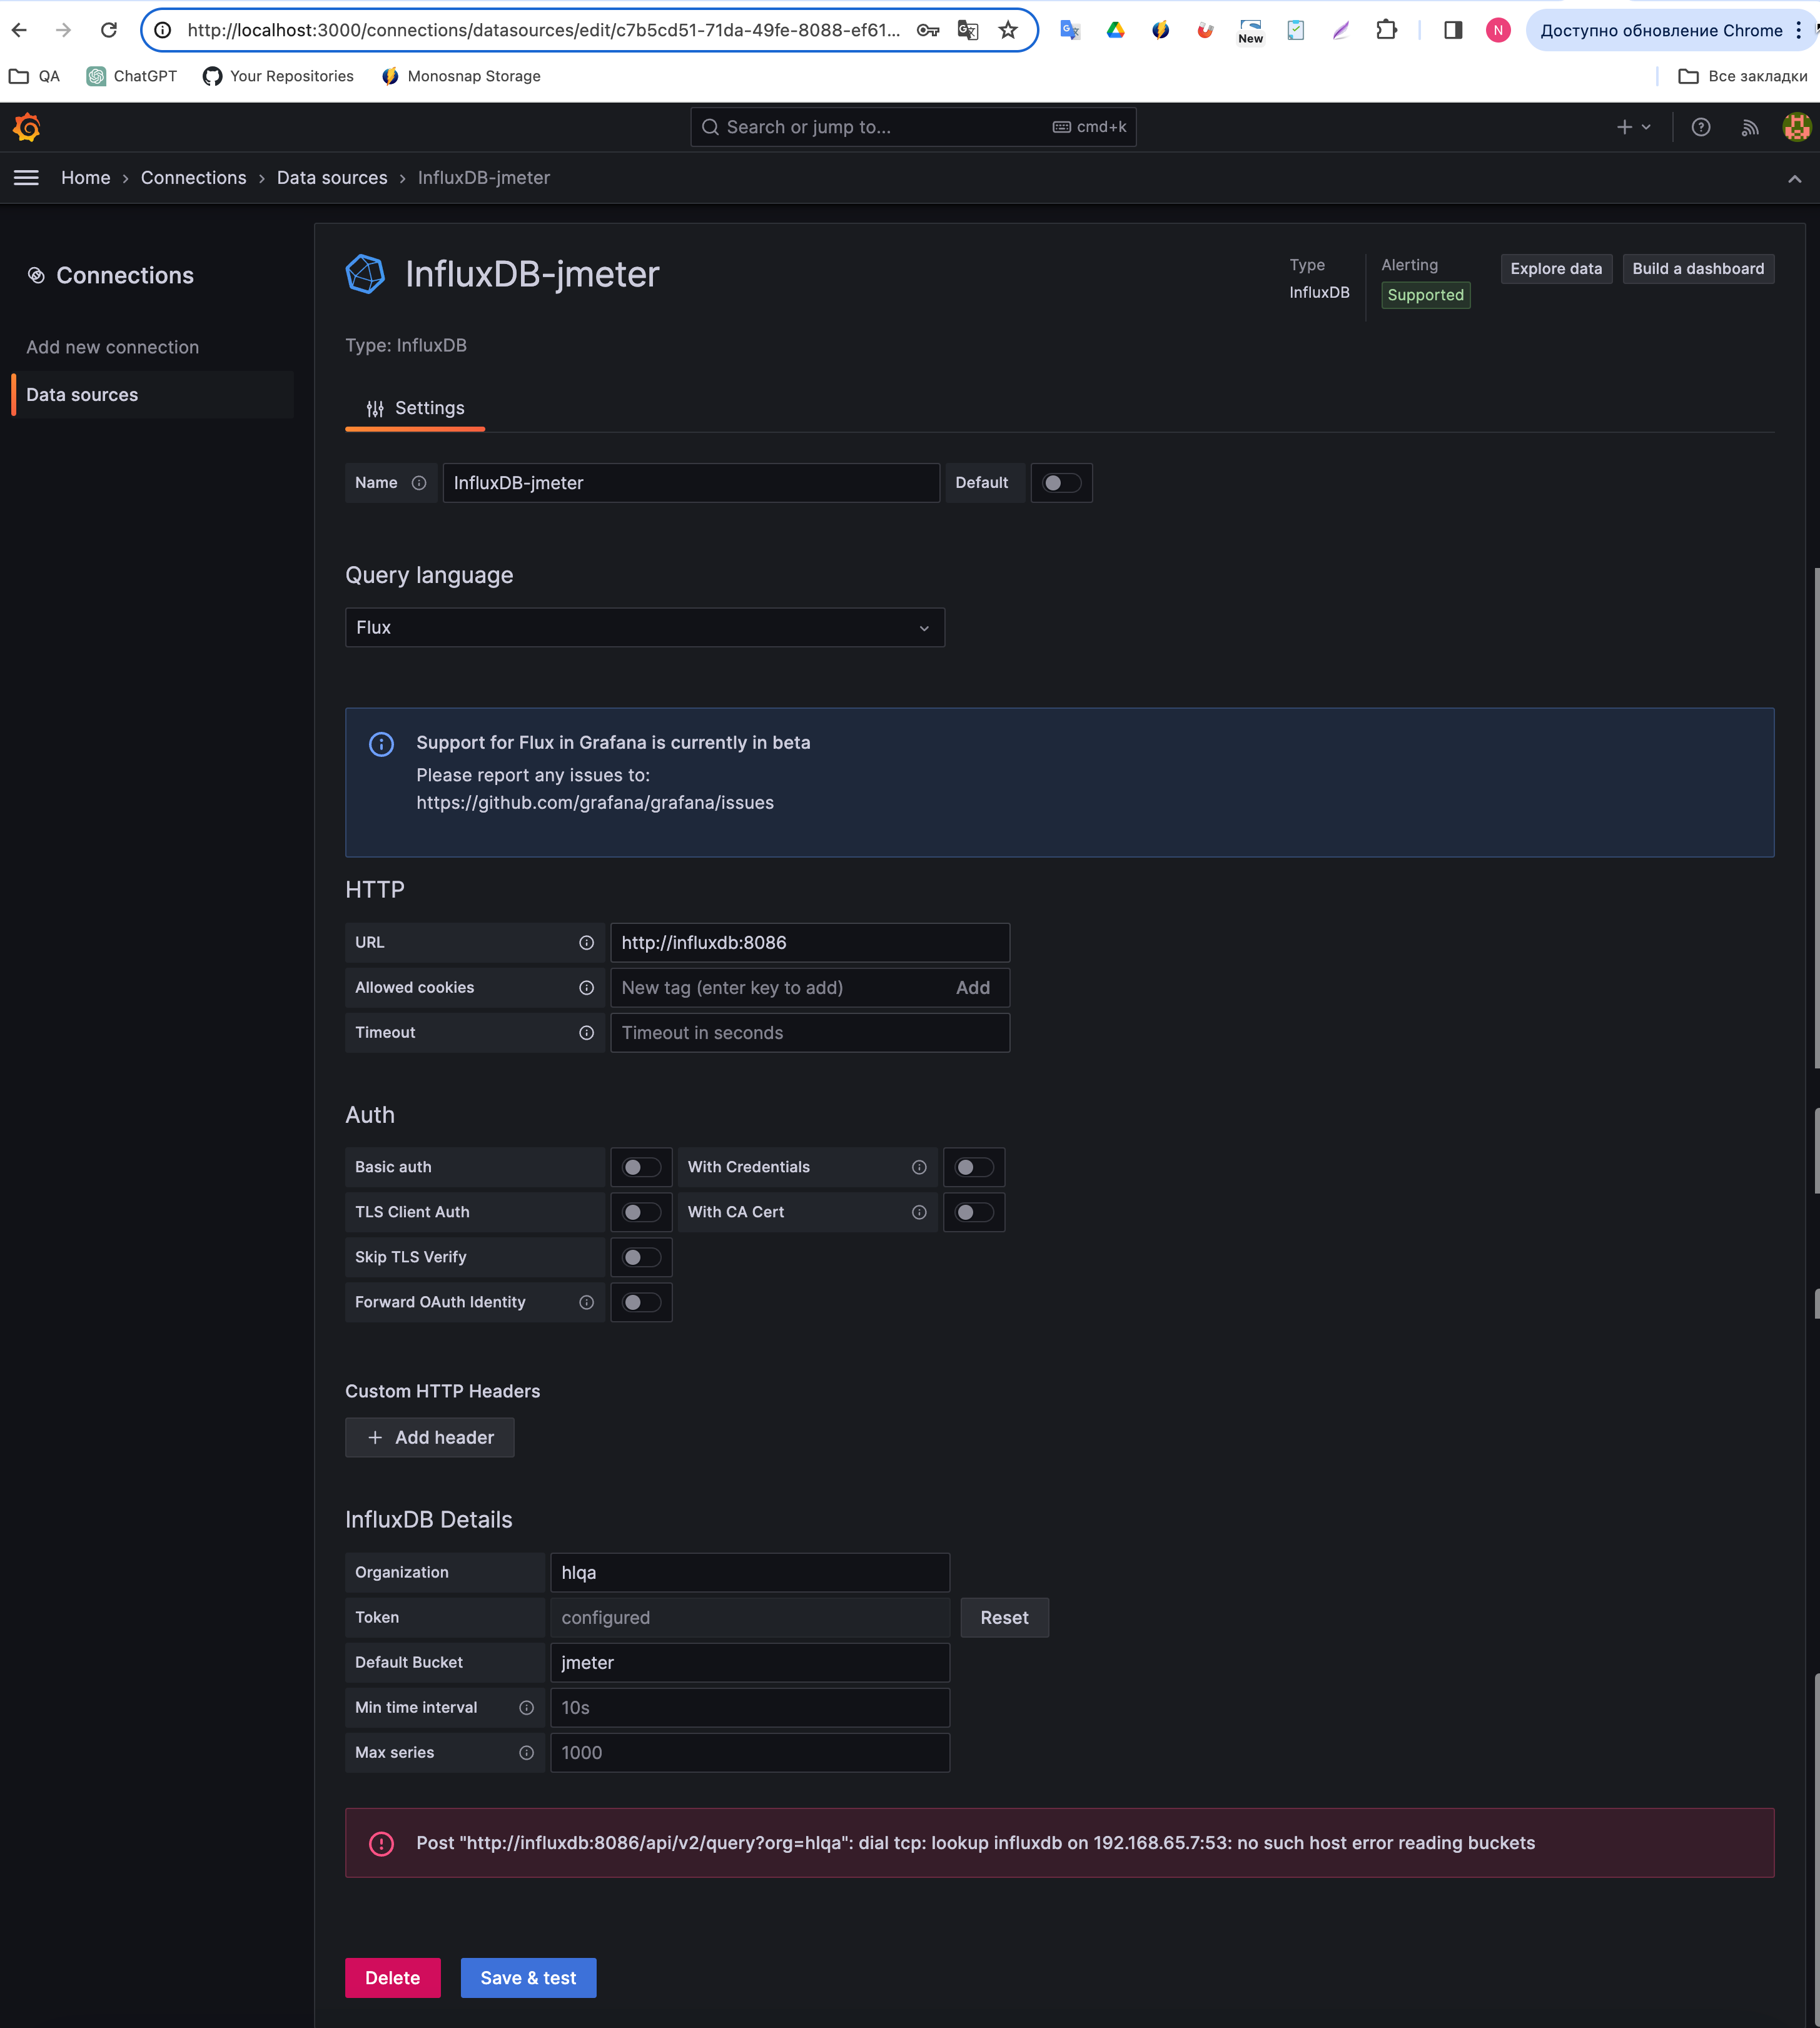 http://localhost:3000/connections/datasources/edit/c7b5cd51-71da-49fe-8088-ef61...
New
N
Доступно обновление Chrome
QA
ChatGPT
Your Repositories
Monosnap Storage
Все закладки
Search or jump to...
cmd+k
Home › Connections › Data sources › InfluxDB-jmeter
Connections
Add new connection
Data sources
InfluxDB-jmeter
Type
InfluxDB
Alerting
Supported
Explore data
Build a dashboard
Type: InfluxDB
Settings
Name
InfluxDB-jmeter
Default
Query language
Flux
Support for Flux in Grafana is currently in beta
Please report any issues to:
https://github.com/grafana/grafana/issues
HTTP
URL
http://influxdb:8086
Allowed cookies
New tag (enter key to add)
Add
Timeout
Timeout in seconds
Auth
Basic auth
With Credentials
TLS Client Auth
With CA Cert
Skip TLS Verify
Forward OAuth Identity
Custom HTTP Headers
Add header
InfluxDB Details
Organization
hlqa
Token
configured
Reset
Default Bucket
jmeter
Min time interval
10s
Max series
1000
Post "http://influxdb:8086/api/v2/query?org=hlqa": dial tcp: lookup influxdb on 192.168.65.7:53: no such host error reading buckets
Delete
Save & test